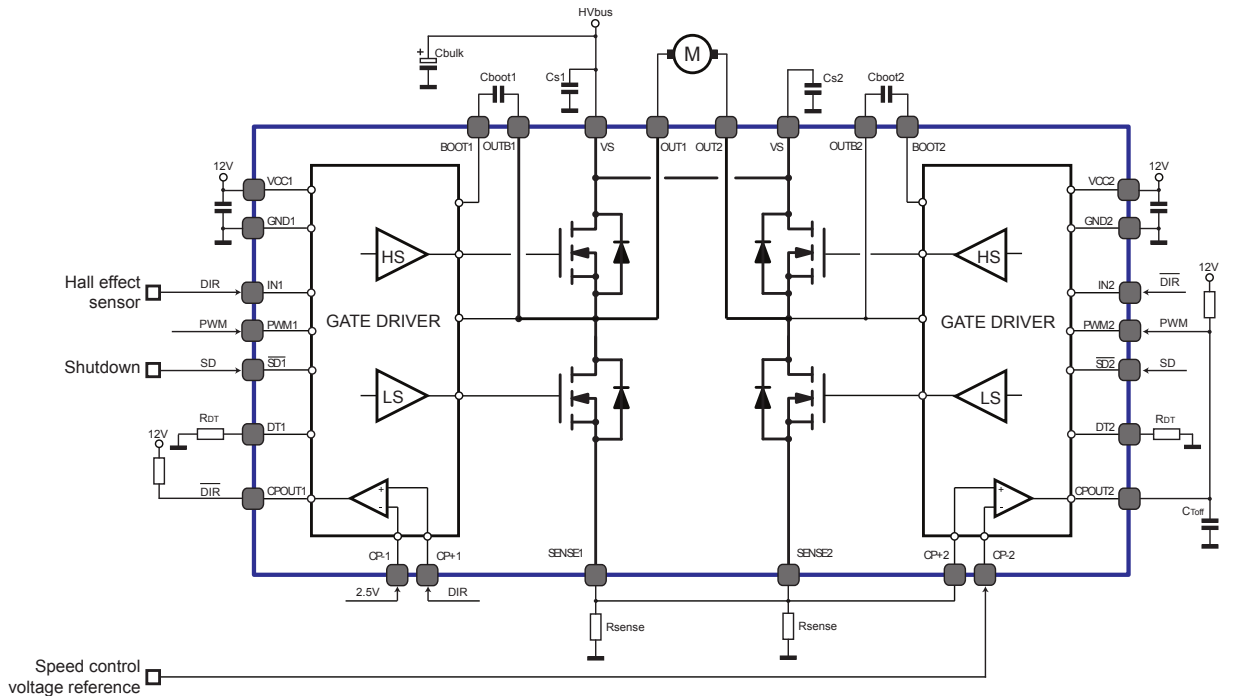 HVbus
+
Cbulk
M
Cboot1
Cs1
Cs2
Cboot2
BOOT1
OUTB1
VS
OUT1
OUT2
VS
OUTB2
BOOT2
12V
VCC1
GND1
HS
HS
12V
VCC2
GND2
Hall effect
sensor
DIR
IN1
IN2
DIR
12V
PWM
PWM1
GATE DRIVER
GATE DRIVER
PWM2
PWM
Shutdown
SD
SD1
SD2
SD
LS
LS
RDT
DT1
DT2
RDT
12V
DIR
CPOUT1
+
-
+
-
CPOUT2
CToff
CP-1
CP+1
SENSE1
SENSE2
CP+2
CP-2
2.5V
DIR
Rsense
Rsense
Speed control
voltage reference